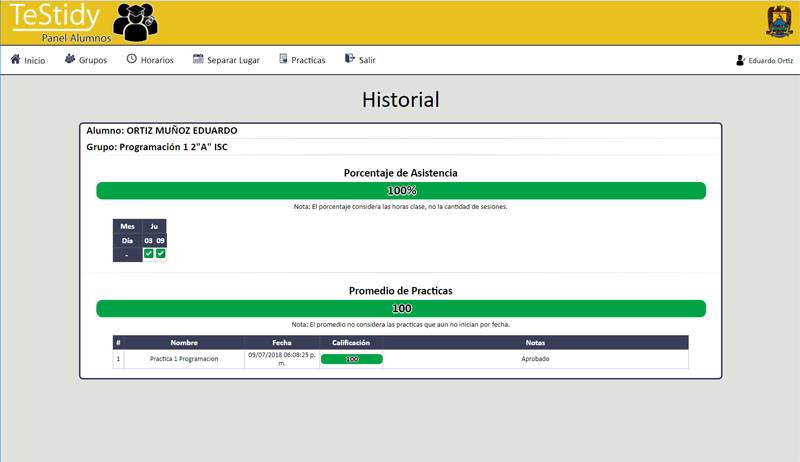 TeStidy
Panel Alumnos
Inicio Grupos Horarios Separar Lugar Practicas Salir Eduardo Ortiz
Historial
Alumno: ORTIZ MUÑOZ EDUARDO
Grupo: Programación 1 2"A" ISC
Porcentaje de Asistencia
100%
Nota: El porcentaje considera las horas clase, no la cantidad de sesiones.
Mes Ju
Día 03 09
-
Promedio de Practicas
100
Nota: El promedio no considera las practicas que aun no inician por fecha.
# Nombre Fecha Calificación Notas
1 Practica 1 Programacion 09/07/2018 06:08:25 p. m. 100 Aprobado